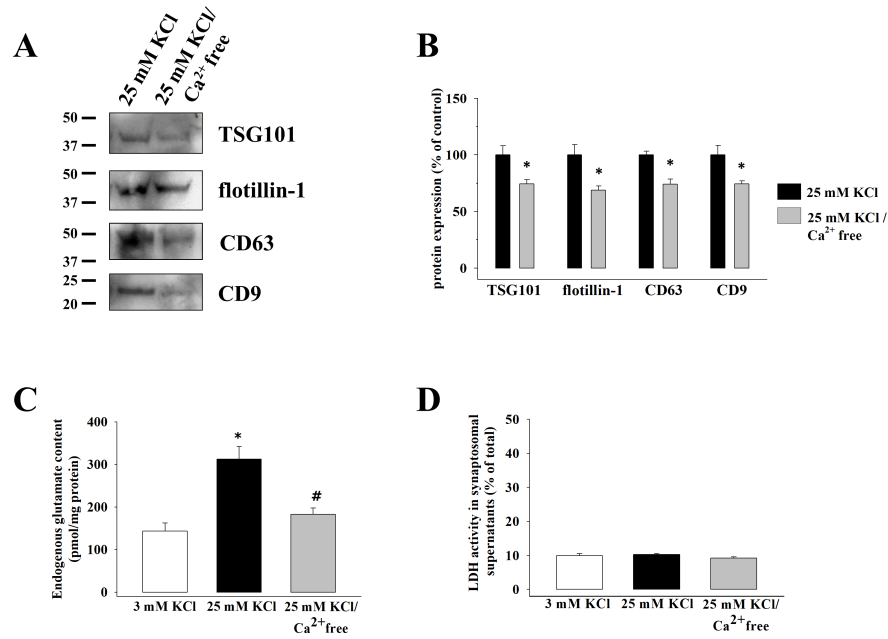 A
25 mM KCl
25 mM KCl/
Ca2+ free
50
37
TSG101
50
37
flotillin-1
50
37
CD63
25
20
CD9
B
protein expression (% of control)
150
100
75
50
0
TSG101 flotillin-1 CD63 CD9
* * * *
25 mM KCl
25 mM KCl /
Ca2+ free
C
Endogenous glutamate content
(pmol/mg protein)
400
300
200
100
0
*
#
3 mM KCl 25 mM KCl 25 mM KCl/
Ca2+free
D
LDH activity in synaptosomal
supernatants (% of total)
50
40
30
20
10
0
3 mM KCl 25 mM KCl 25 mM KCl/
Ca2+free